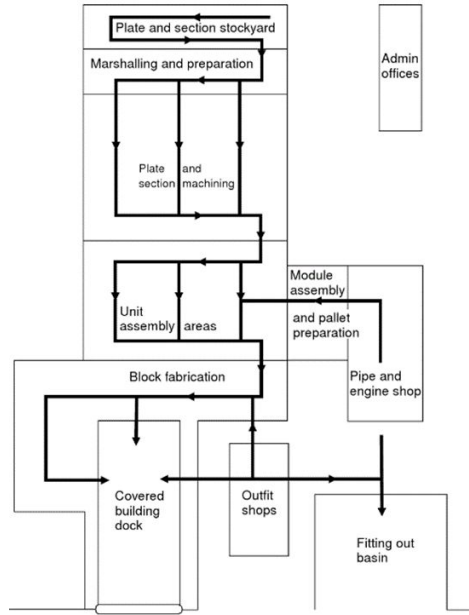 Plate and section stockyard
Marshalling and preparation
Admin
offices
Plate and
section machining
Module
assembly
and pallet
preparation
Unit
assembly areas
Pipe and
engine shop
Block fabrication
Covered
building
dock
Outfit
shops
Fitting out
basin